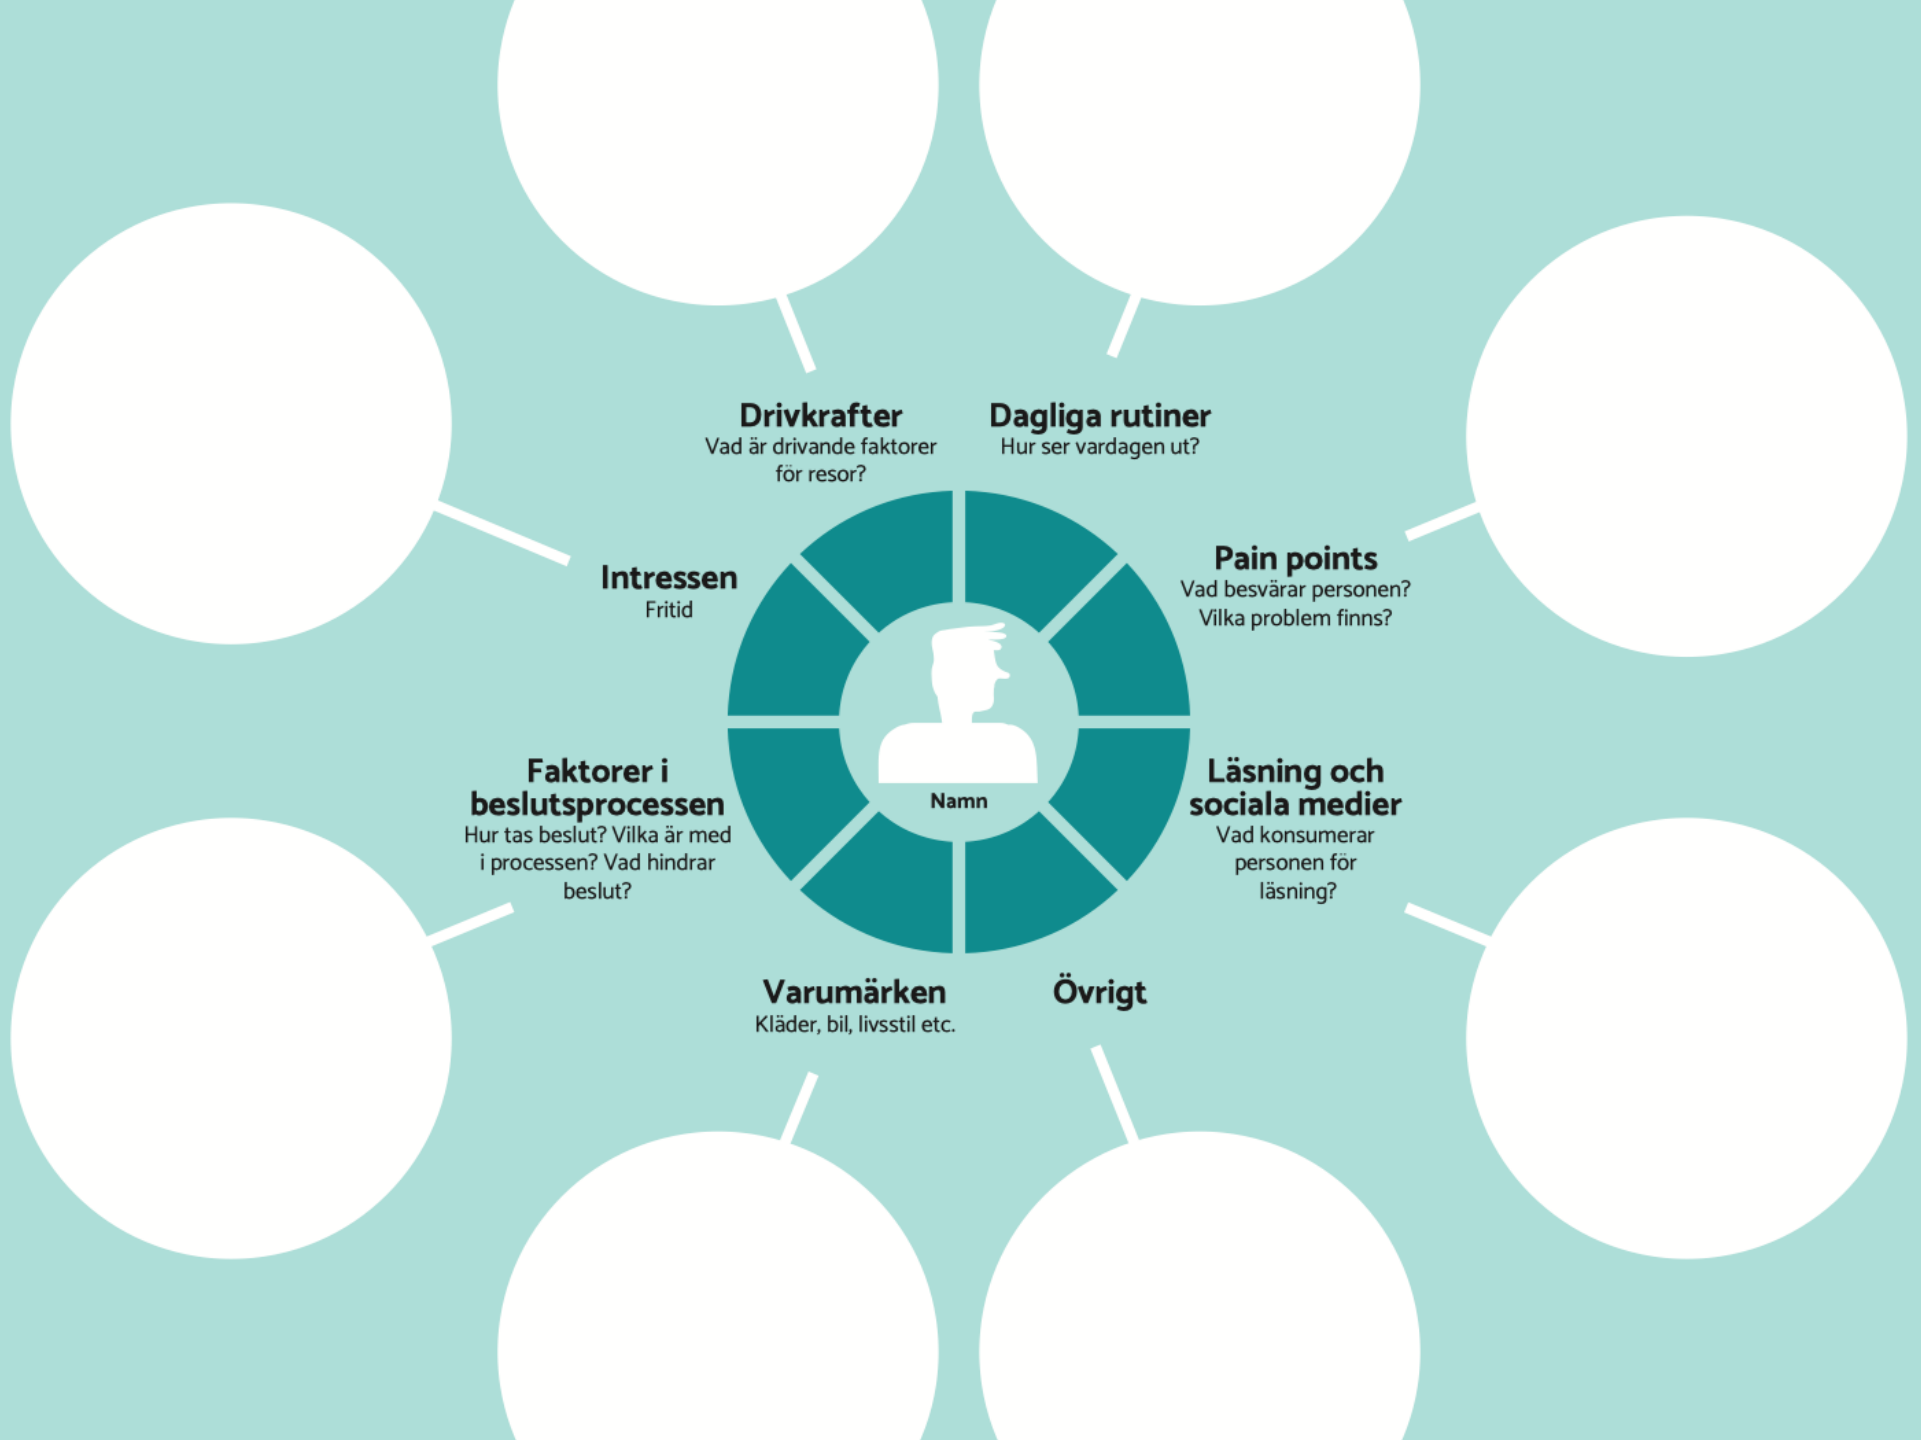 Drivkrafter
Vad är drivande faktorer
för resor?
Dagliga rutiner
Hur ser vardagen ut?
Intressen
Fritid
Pain points
Vad besvärar personen?
Vilka problem finns?
Faktorer i
beslutsprocessen
Hur tas beslut? Vilka är med
i processen? Vad hindrar
beslut?
Namn
Läsning och
sociala medier
Vad konsumerar
personen för
läsning?
Varumärken
Kläder, bil, livsstil etc.
Övrigt